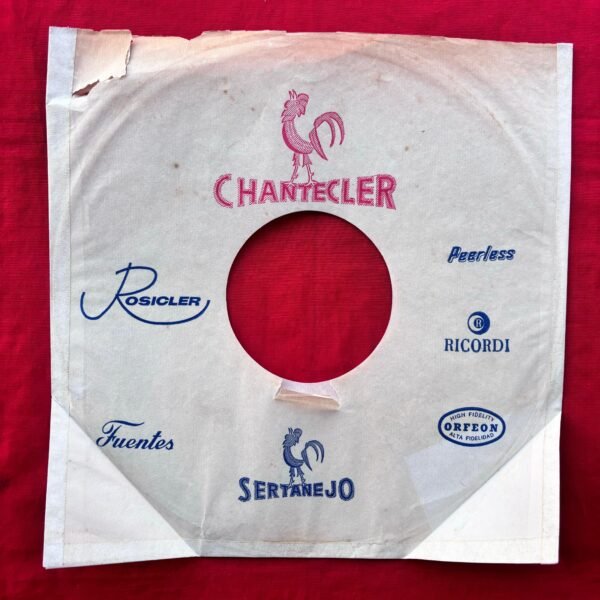 CHANTECLER
Peerless
ROSICLER
R
RICORDI
HIGH FIDELITY
ORFEON
ALTA FIDELIDAD
Fuentes
SERTANEJO